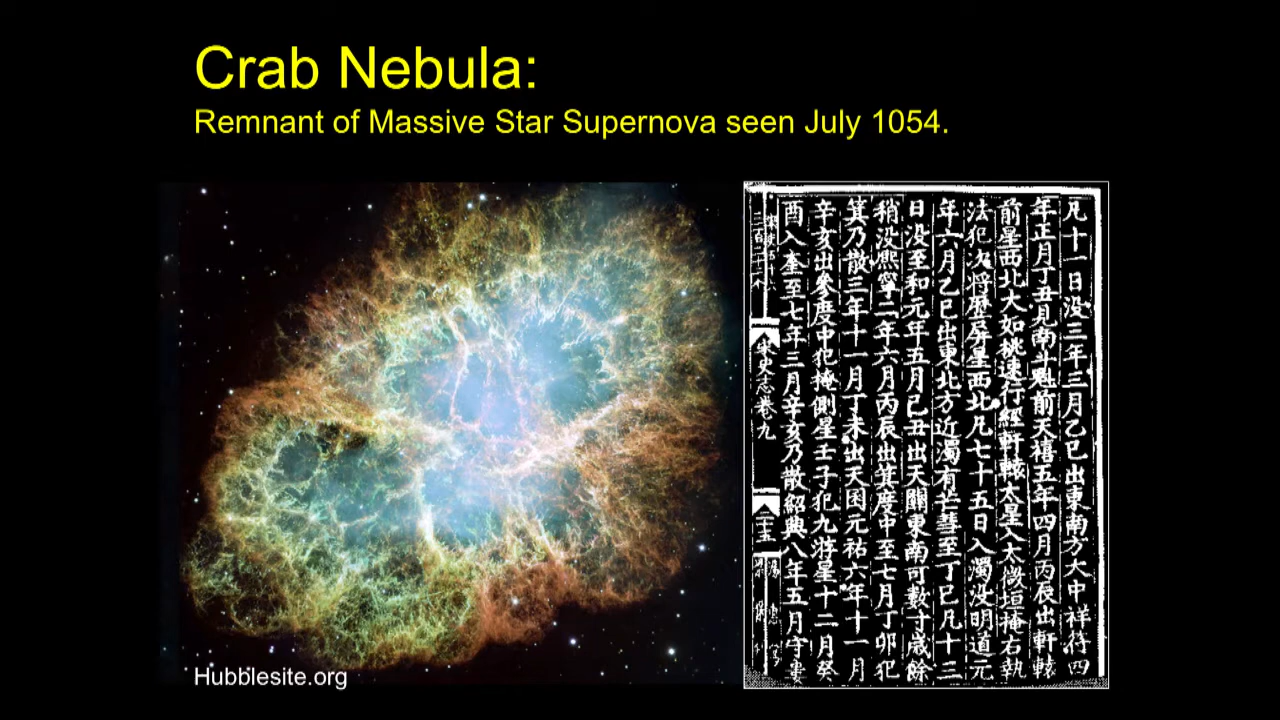 Crab Nebula:
Remnant of Massive Star Supernova seen July 1054.
凡十一日没三年三月乙巳出東南方大中祥符四
年正月丁丑見南斗魁前天禧五年四月丙辰出軒轅
前星西北大如桃速行經軒轅太星入太微垣掩右執
法犯次將歷屏星西北凡七十五日入濁没明道元
年六月乙巳出東北方近濁有芒彗至丁巳凡十三
日没至和元年五月己丑出天關東南可數寸歲餘
稍没熙寧二年六月丙辰出箕度中至七月丁卯犯
箕乃散三年十一月丁未出天囷元祐六年十一月
辛亥出參度中犯掩側星壬子犯九游星十二月癸
酉入奎至七年三月辛亥乃散紹興八年五月守婁
宋史志卷九
二十五
Hubblesite.org